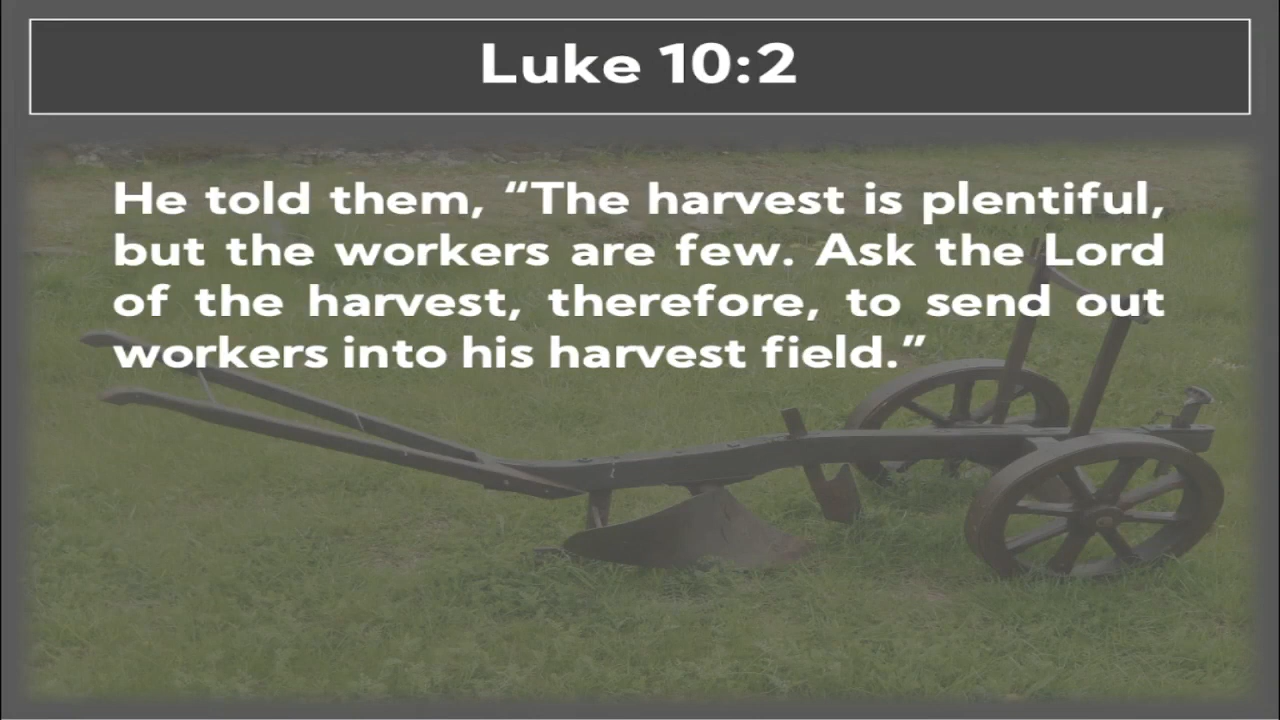 Luke 10:2
He told them, “The harvest is plentiful,
but the workers are few. Ask the Lord
of the harvest, therefore, to send out
workers into his harvest field.”